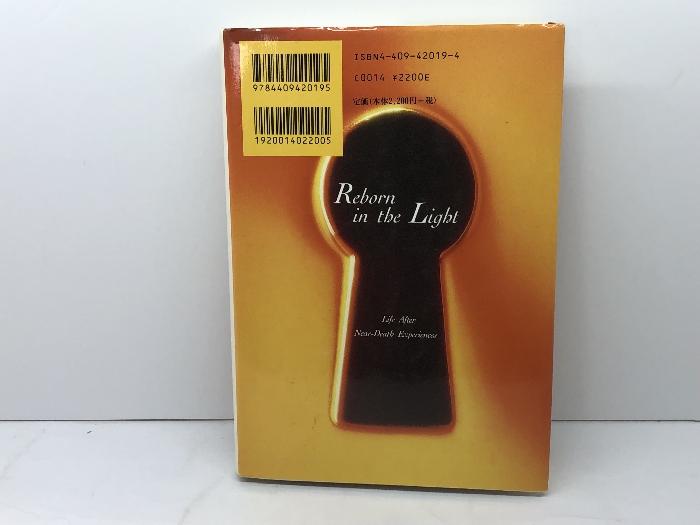 ISBN4-409-42019-4
C0014 ¥2200E
定価(本体2,200円+税)
9784409420195
1920014022005
Reborn
in the Light
Life After
Near-Death Experiences